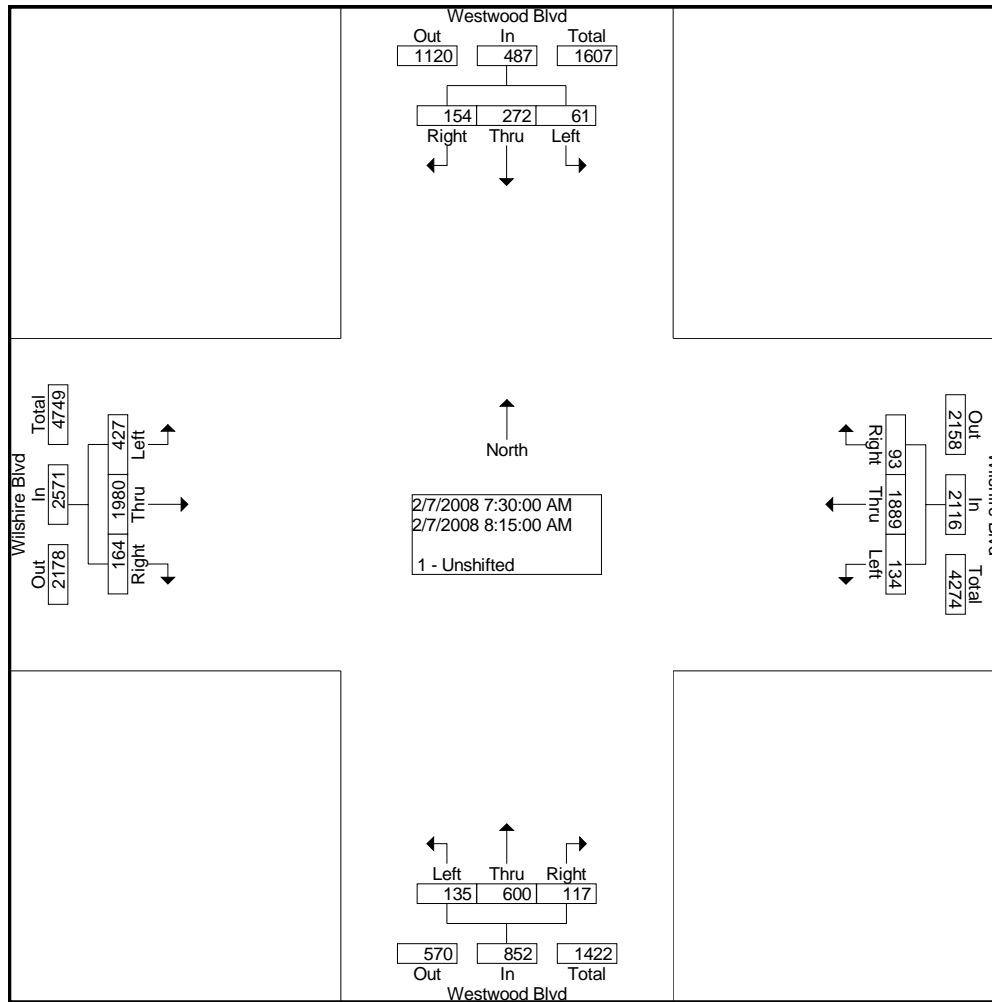 Westwood Blvd
Out In Total
1120 487 1607
154 272 61
Right Thru Left
Wilshire Blvd
Total In Out
4749 2571 2178
427 1980 164
Left Thru Right
North
2/7/2008 7:30:00 AM
2/7/2008 8:15:00 AM
1 - Unshifted
Right Thru Left
93 1889 134
2158 2116 4274
Out In Total
Wilshire Blvd
Left Thru Right
135 600 117
570 852 1422
Out In Total
Westwood Blvd